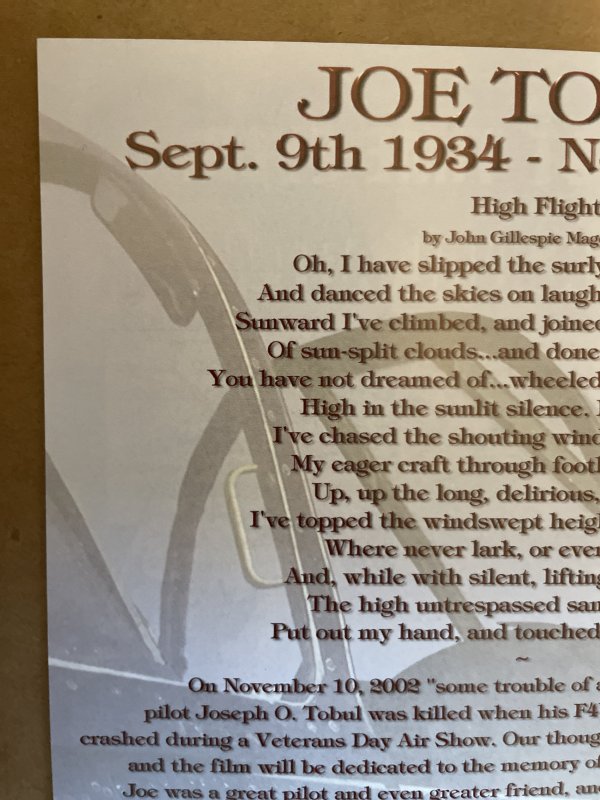 JOE TO
Sept. 9th 1934 - N
High Flight
by John Gillespie Mag
Oh, I have slipped the surly
And danced the skies on laugh
Sunward I've climbed, and joined
Of sun-split clouds...and done
You have not dreamed of...wheeled
High in the sunlit silence.
I've chased the shouting wind
My eager craft through footl
Up, up the long, delirious,
I've topped the windswept heigh
Where never lark, or ever
And, while with silent, lifting
The high untrespassed san
Put out my hand, and touched
~
On November 10, 2002 "some trouble of a
pilot Joseph O. Tobul was killed when his F4
crashed during a Veterans Day Air Show. Our thoug
and the film will be dedicated to the memory of
Joe was a great pilot and even greater friend, an